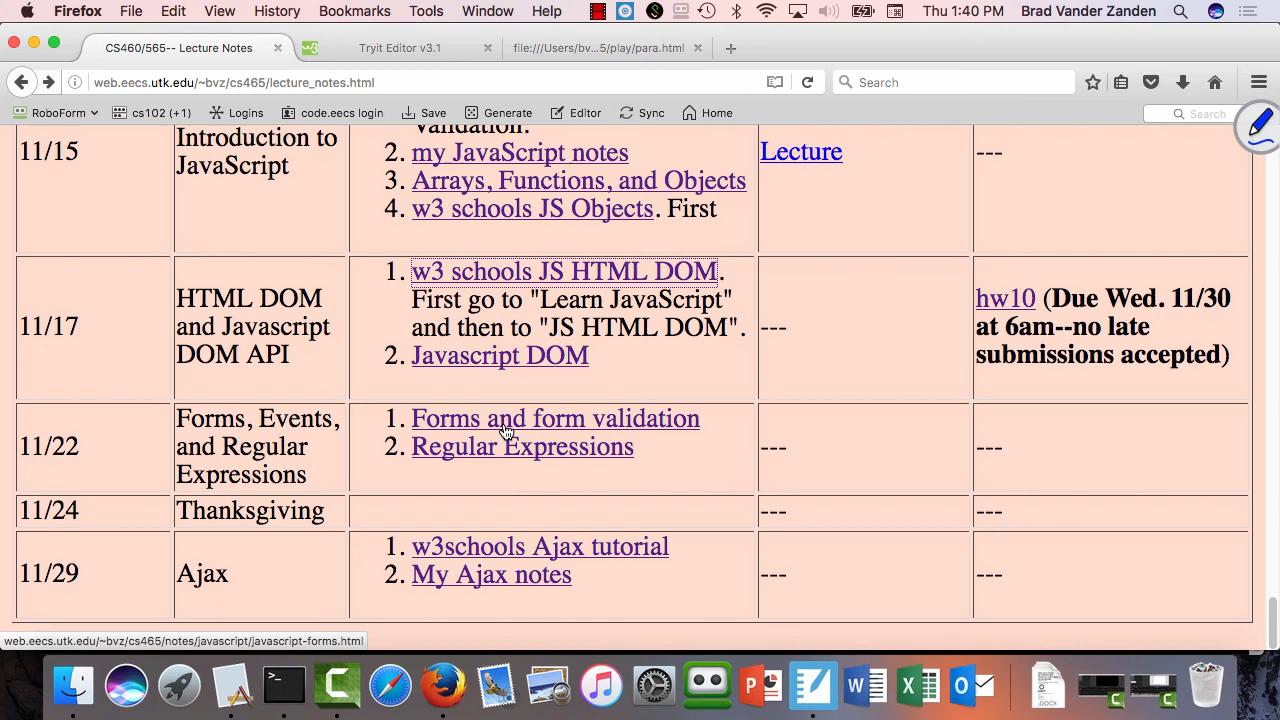 Firefox File Edit View History Bookmarks Tools Window Help Thu 1:40 PM Brad Vander Zanden
CS460/565-- Lecture Notes Tryit Editor v3.1 file:///Users/bv...5/play/para.html
web.eecs.utk.edu/~bvz/cs465/lecture_notes.html Search
RoboForm cs102 (+1) Logins code.eecs login Save Generate Editor Sync Home Search
validation.
11/15
Introduction to
JavaScript
2. my JavaScript notes
3. Arrays, Functions, and Objects
4. w3 schools JS Objects. First
Lecture
---
11/17
HTML DOM
and Javascript
DOM API
1. w3 schools JS HTML DOM.
First go to "Learn JavaScript"
and then to "JS HTML DOM".
2. Javascript DOM
---
hw10 (Due Wed. 11/30
at 6am--no late
submissions accepted)
11/22
Forms, Events,
and Regular
Expressions
1. Forms and form validation
2. Regular Expressions
---
---
11/24
Thanksgiving
---
---
11/29
Ajax
1. w3schools Ajax tutorial
2. My Ajax notes
---
---
web.eecs.utk.edu/~bvz/cs465/notes/javascript/javascript-forms.html